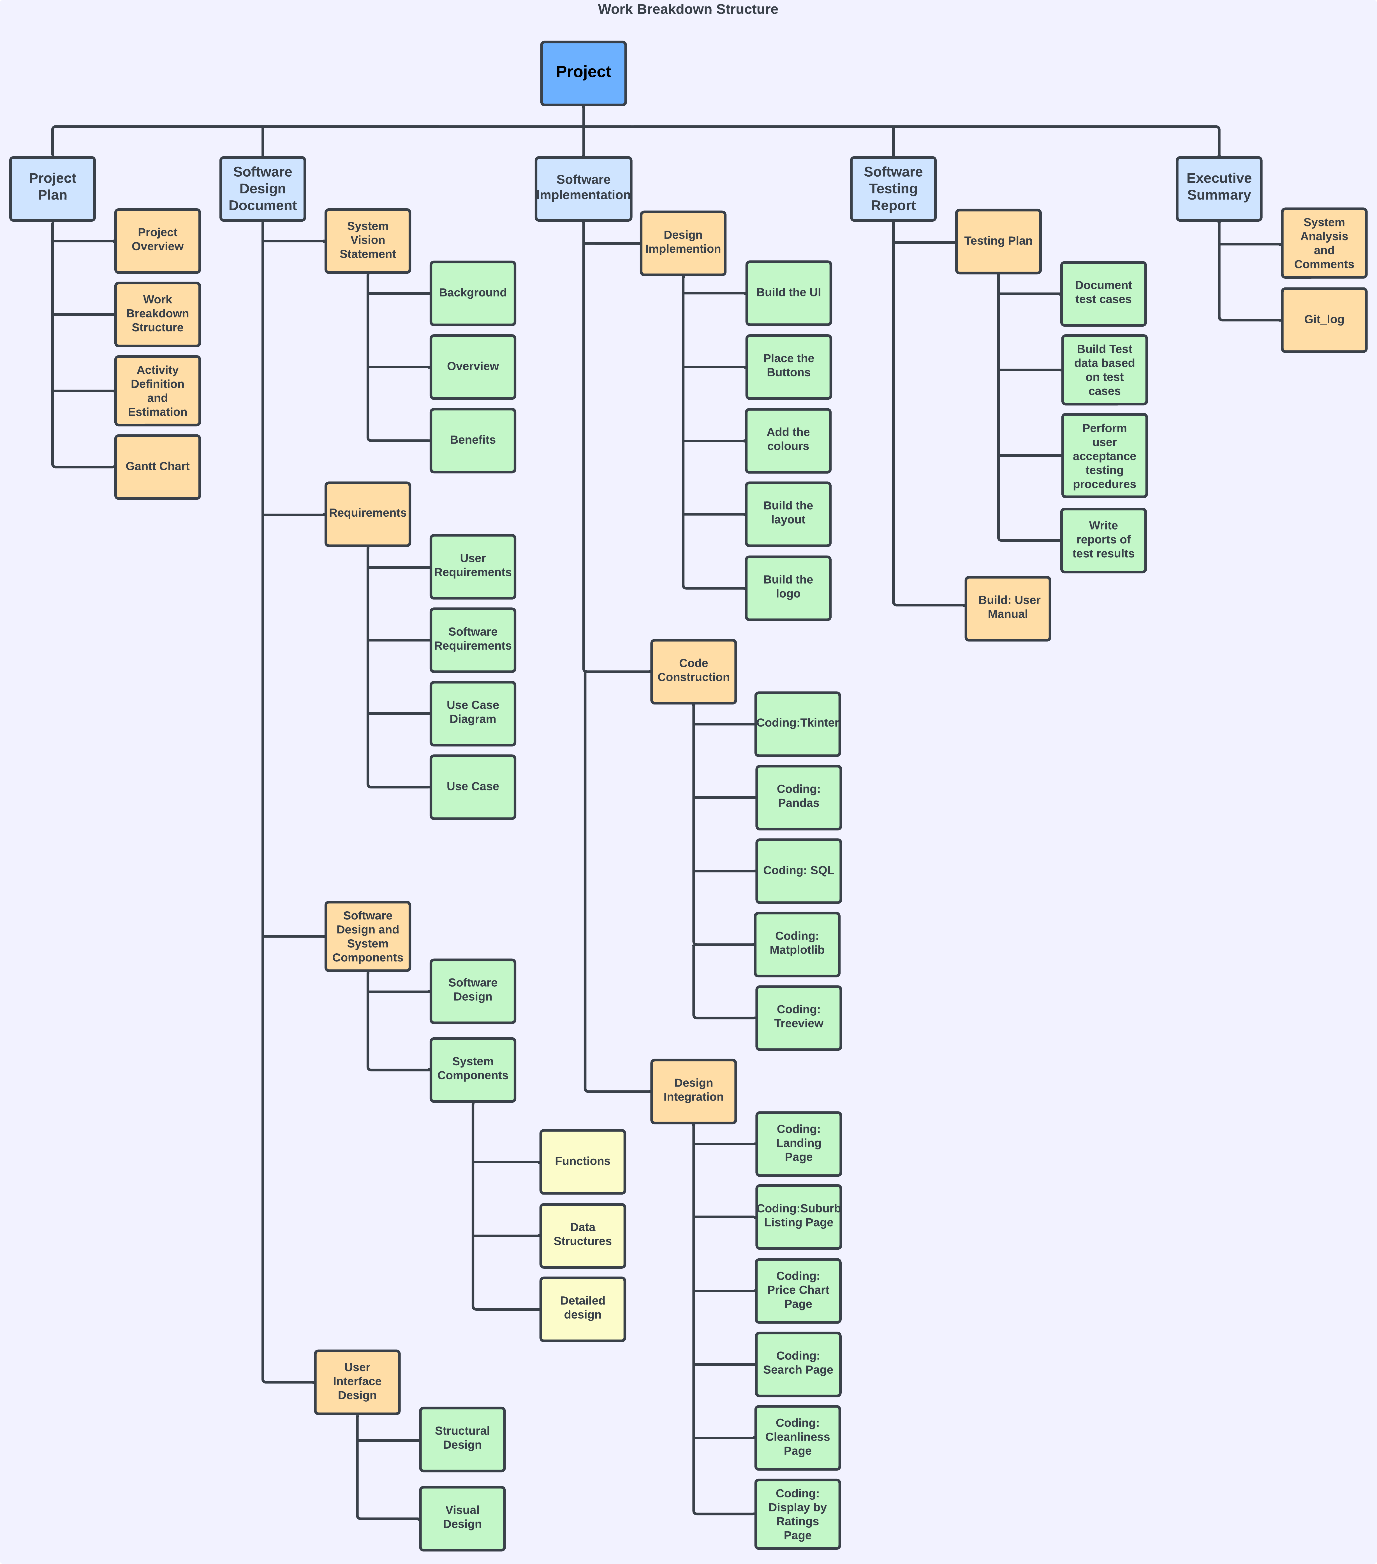 Work Breakdown Structure
Project
Project
Plan
Project
Overview
Work
Breakdown
Structure
Activity
Definition
and
Estimation
Gantt Chart
Software
Design
Document
System
Vision
Statement
Background
Overview
Benefits
Requirements
User
Requirements
Software
Requirements
Use Case
Diagram
Use Case
Software
Design and
System
Components
Software
Design
System
Components
Functions
Data
Structures
Detailed
design
User
Interface
Design
Structural
Design
Visual
Design
Software
Implementation
Design
Implemention
Build the UI
Place the
Buttons
Add the
colours
Build the
layout
Build the
logo
Code
Construction
Coding:Tkinter
Coding:
Pandas
Coding: SQL
Coding:
Matplotlib
Coding:
Treeview
Design
Integration
Coding:
Landing
Page
Coding:Suburb
Listing Page
Coding:
Price Chart
Page
Coding:
Search Page
Coding:
Cleanliness
Page
Coding:
Display by
Ratings
Page
Software
Testing
Report
Testing Plan
Document
test cases
Build Test
data based
on test
cases
Perform
user
acceptance
testing
procedures
Write
reports of
test results
Build: User
Manual
Executive
Summary
System
Analysis
and
Comments
Git_log